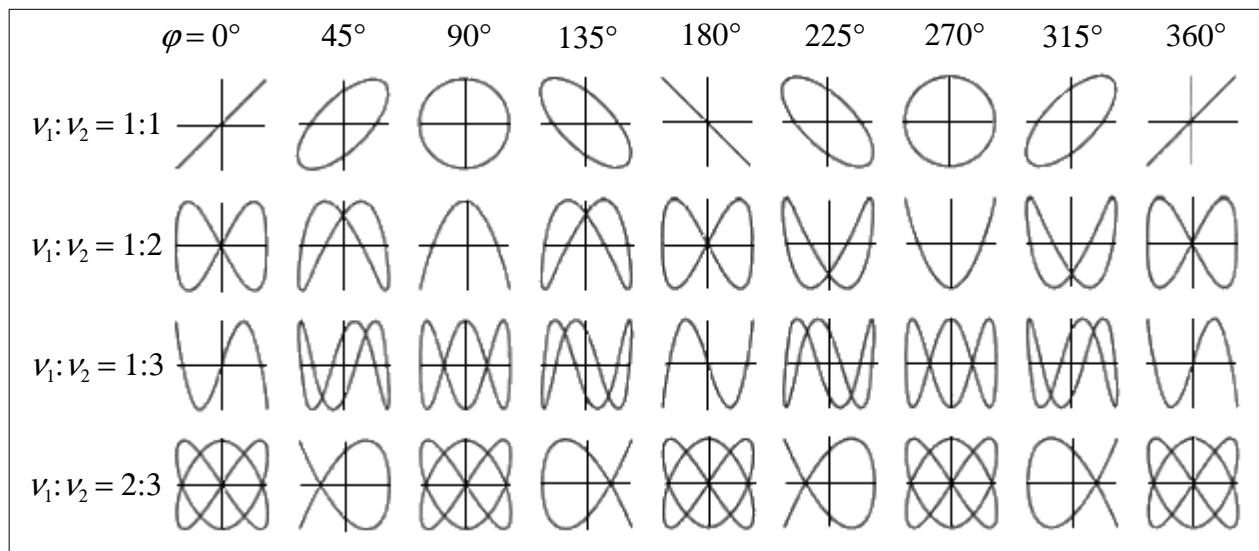 φ = 0° 45° 90° 135° 180° 225° 270° 315° 360°
ν₁:ν₂ = 1:1
ν₁:ν₂ = 1:2
ν₁:ν₂ = 1:3
ν₁:ν₂ = 2:3